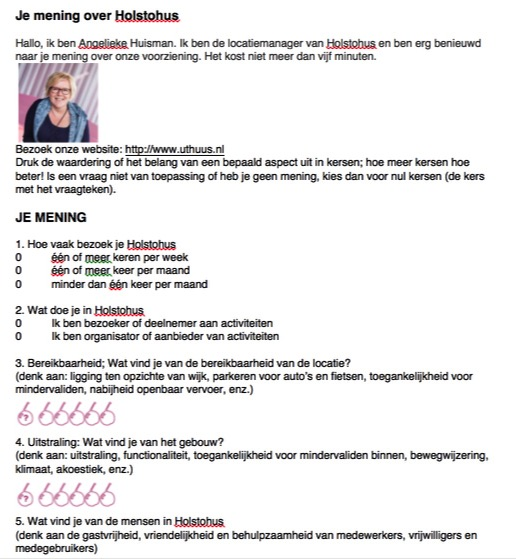 Je mening over Holstohus
Hallo, ik ben Angelieke Huisman. Ik ben de locatiemanager van Holstohus en ben erg benieuwd
naar je mening over onze voorziening. Het kost niet meer dan vijf minuten.
Bezoek onze website: http://www.uthuus.nl
Druk de waardering of het belang van een bepaald aspect uit in kersen; hoe meer kersen hoe
beter! Is een vraag niet van toepassing of heb je geen mening, kies dan voor nul kersen (de kers
met het vraagteken).
JE MENING
1. Hoe vaak bezoek je Holstohus
0 één of meer keren per week
0 één of meer keer per maand
0 minder dan één keer per maand
2. Wat doe je in Holstohus
0 Ik ben bezoeker of deelnemer aan activiteiten
0 Ik ben organisator of aanbieder van activiteiten
3. Bereikbaarheid; Wat vind je van de bereikbaarheid van de locatie?
(denk aan: ligging ten opzichte van wijk, parkeren voor auto's en fietsen, toegankelijkheid voor
mindervaliden, nabijheid openbaar vervoer, enz.)
?
4. Uitstraling: Wat vind je van het gebouw?
(denk aan: uitstraling, functionaliteit, toegankelijkheid voor mindervaliden binnen, bewegwijzering,
klimaat, akoestiek, enz.)
?
5. Wat vind je van de mensen in Holstohus
(denk aan de gastvrijheid, vriendelijkheid en behulpzaamheid van medewerkers, vrijwilligers en
medegebruikers)